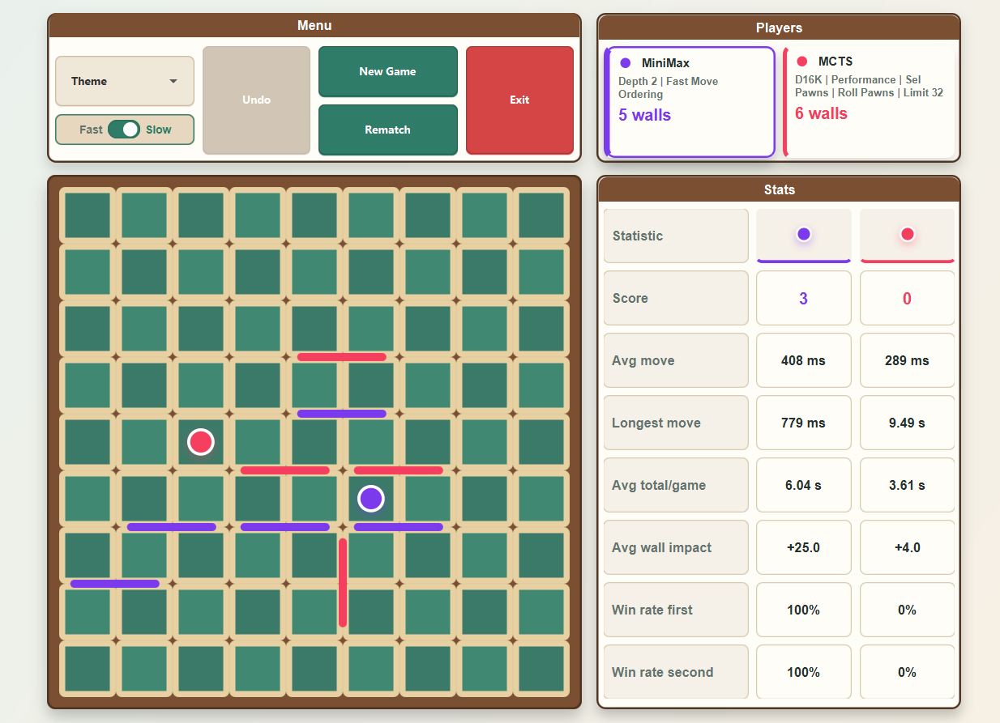 Menu
Theme
Fast
Slow
Undo
New Game
Rematch
Exit
Players
MiniMax
Depth 2 | Fast Move
Ordering
5 walls
MCTS
D16K | Performance | Sel
Pawns | Roll Pawns | Limit 32
6 walls
Stats
Statistic
Score 3 0
Avg move 408 ms 289 ms
Longest move 779 ms 9.49 s
Avg total/game 6.04 s 3.61 s
Avg wall impact +25.0 +4.0
Win rate first 100% 0%
Win rate second 100% 0%